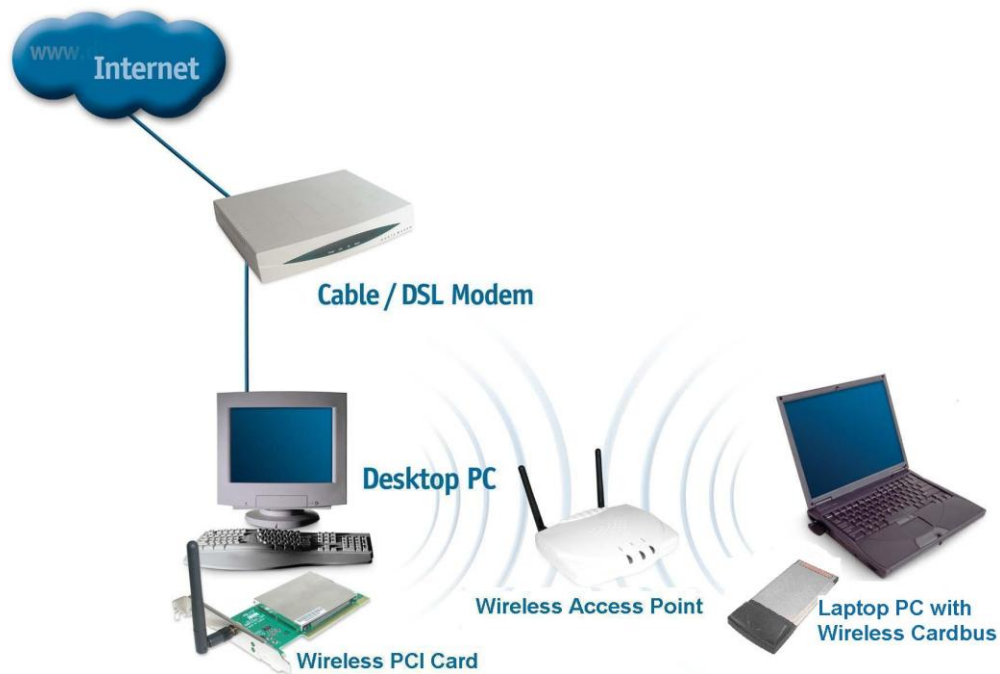 www.
Internet
Cable / DSL Modem
Desktop PC
Wireless Access Point
Laptop PC with
Wireless Cardbus
Wireless PCI Card